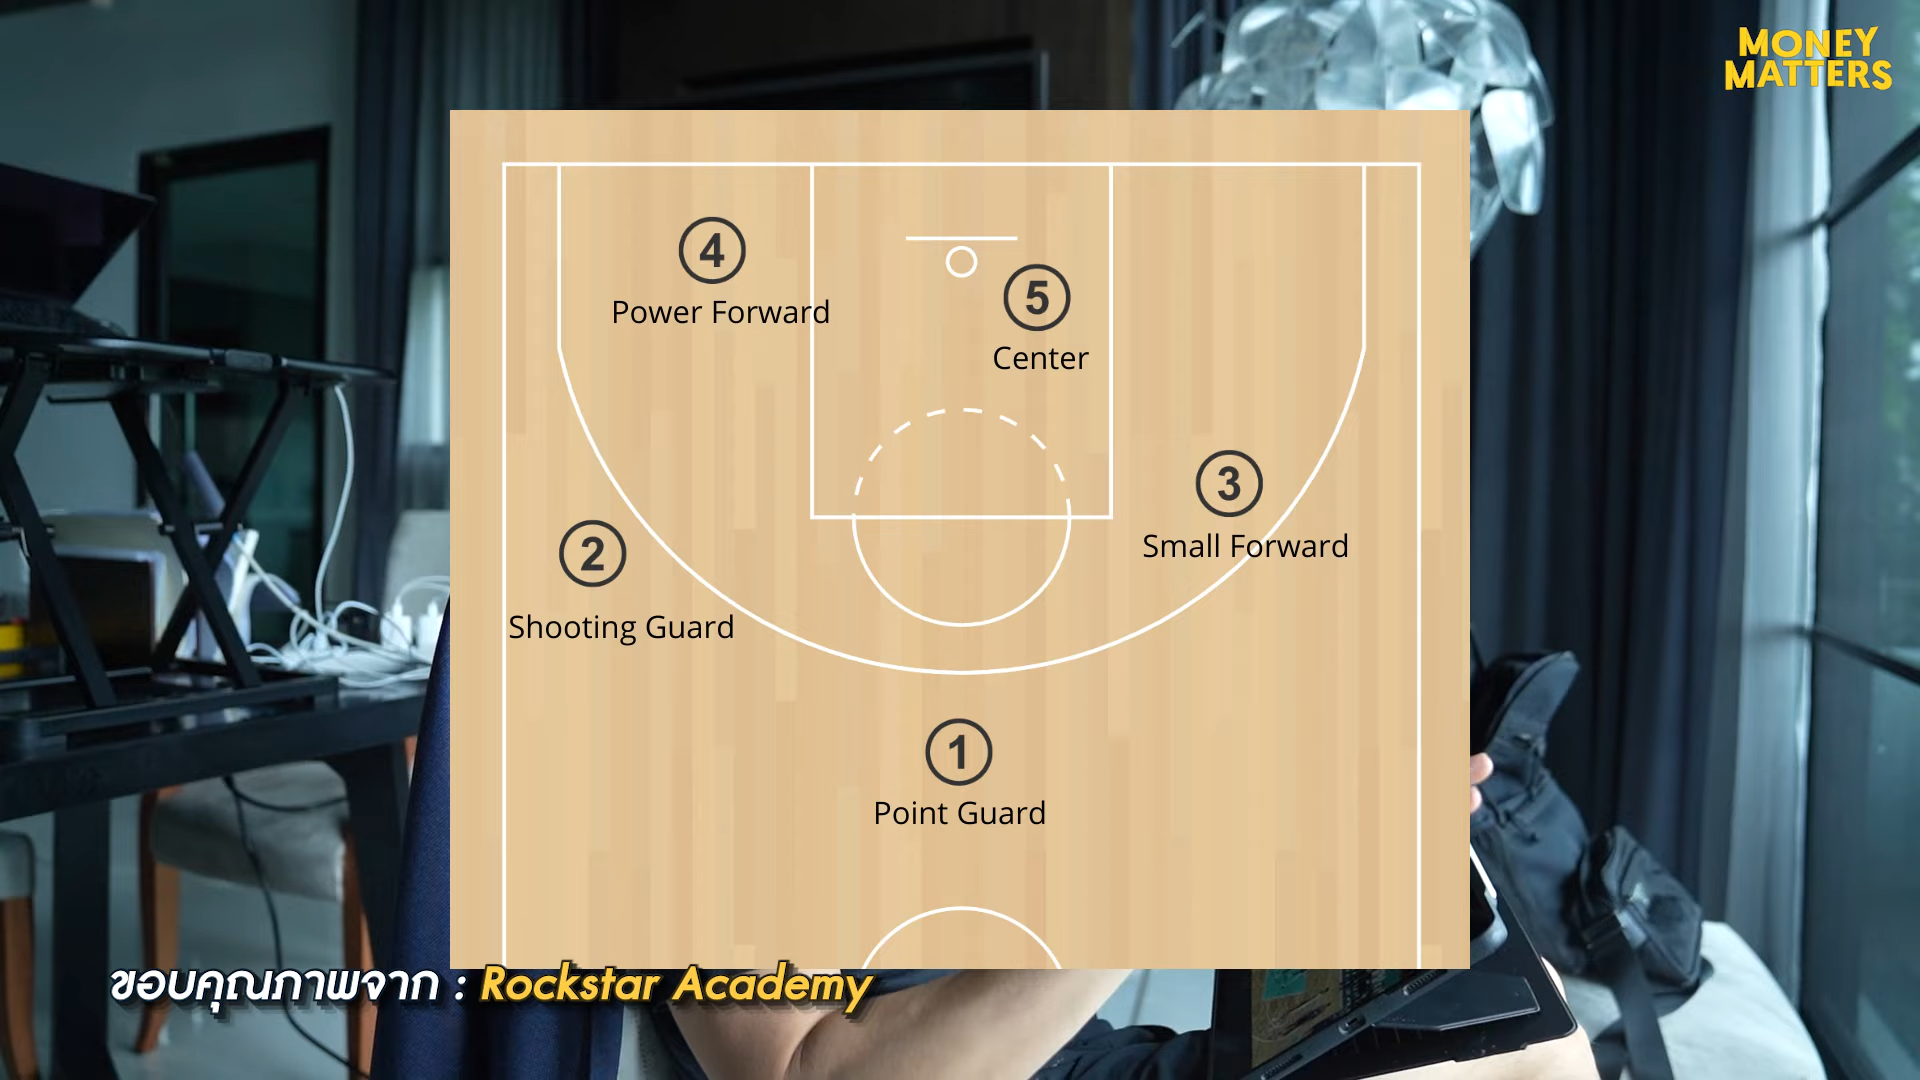 MONEY
MATTERS
4
Power Forward
5
Center
3
Small Forward
2
Shooting Guard
1
Point Guard
ขอบคุณภาพจาก : Rockstar Academy